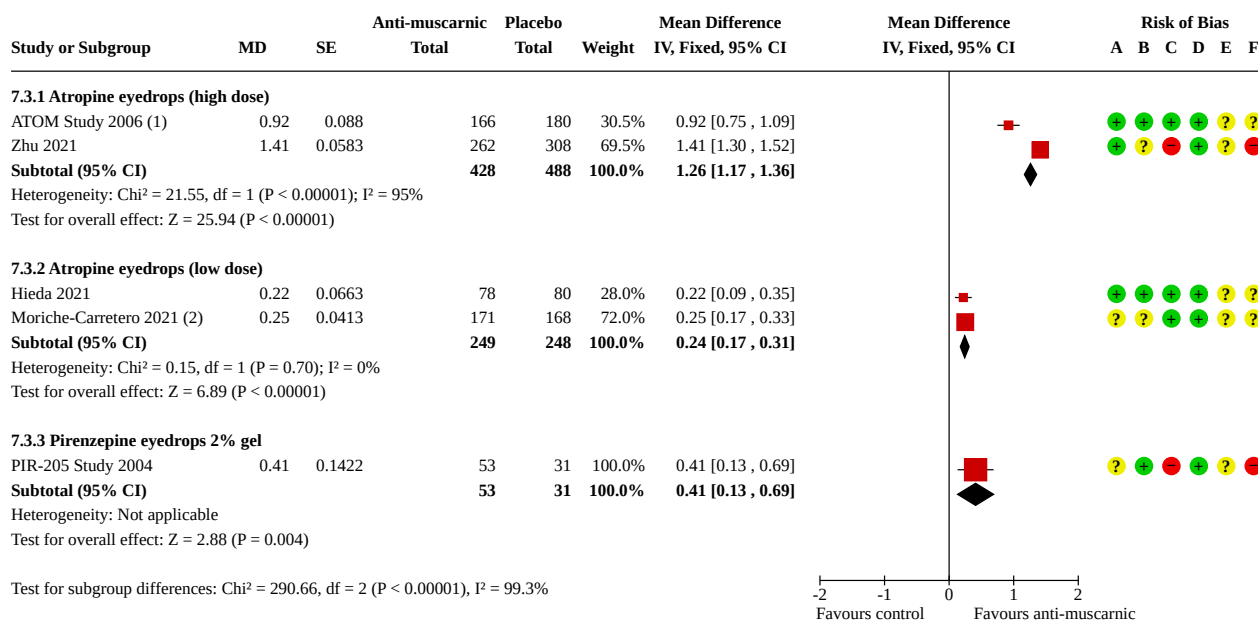 Anti-muscarnic Placebo Mean Difference Mean Difference Risk of Bias
Study or Subgroup MD SE Total Total Weight IV, Fixed, 95% CI IV, Fixed, 95% CI A B C D E F
7.3.1 Atropine eyedrops (high dose)
ATOM Study 2006 (1) 0.92 0.088 166 180 30.5% 0.92 [0.75 , 1.09] + + + + ? ?
Zhu 2021 1.41 0.0583 262 308 69.5% 1.41 [1.30 , 1.52] + ? − + ? −
Subtotal (95% CI) 428 488 100.0% 1.26 [1.17 , 1.36]
Heterogeneity: Chi² = 21.55, df = 1 (P < 0.00001); I² = 95%
Test for overall effect: Z = 25.94 (P < 0.00001)
7.3.2 Atropine eyedrops (low dose)
Hieda 2021 0.22 0.0663 78 80 28.0% 0.22 [0.09 , 0.35] + + + + ? ?
Moriche-Carretero 2021 (2) 0.25 0.0413 171 168 72.0% 0.25 [0.17 , 0.33] ? ? + + ? ?
Subtotal (95% CI) 249 248 100.0% 0.24 [0.17 , 0.31]
Heterogeneity: Chi² = 0.15, df = 1 (P = 0.70); I² = 0%
Test for overall effect: Z = 6.89 (P < 0.00001)
7.3.3 Pirenzepine eyedrops 2% gel
PIR-205 Study 2004 0.41 0.1422 53 31 100.0% 0.41 [0.13 , 0.69] ? + − + ? −
Subtotal (95% CI) 53 31 100.0% 0.41 [0.13 , 0.69]
Heterogeneity: Not applicable
Test for overall effect: Z = 2.88 (P = 0.004)
Test for subgroup differences: Chi² = 290.66, df = 2 (P < 0.00001), I² = 99.3%
-2 -1 0 1 2
Favours control Favours anti-muscarnic